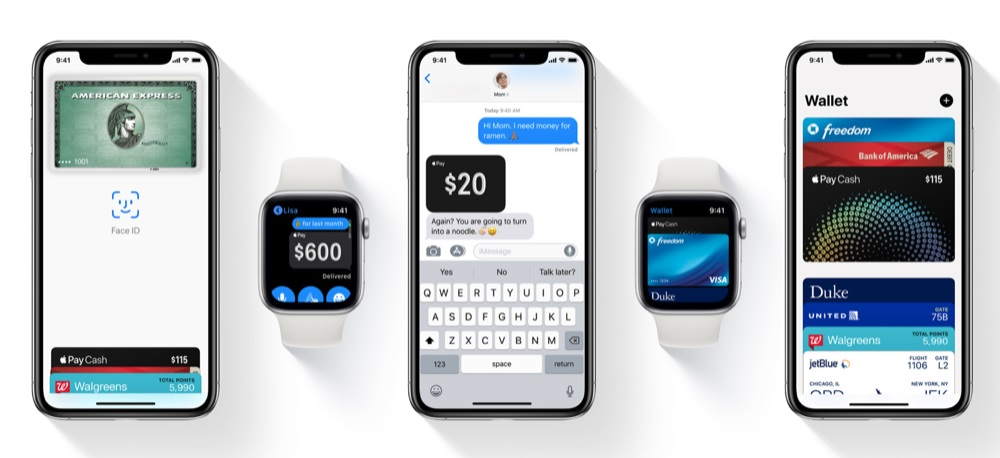 9:41
AMERICAN EXPRESS
•••• 1001
Face ID
Pay Cash $115
Walgreens TOTAL POINTS 5,990
Lisa 9:41
for last month
Pay
$600
Delivered
9:41
Mom
Today 9:40 AM
Hi Mom. I need money for
ramen.
Delivered
Pay
$20
Again? You are going to turn
into a noodle.
iMessage
Yes No Talk later?
Q W E R T Y U I O P
A S D F G H J K L
Z X C V B N M
123 space return
Wallet 9:41
Pay Cash
freedom
VISA
Duke
9:41
Wallet
freedom
Bank of America DEBIT
Pay Cash $115
Duke
UNITED GATE 75B
Walgreens TOTAL POINTS 5,990
jetBlue FLIGHT 1106 GATE L2
CHICAGO, IL NEW YORK, NY
ORD JFK